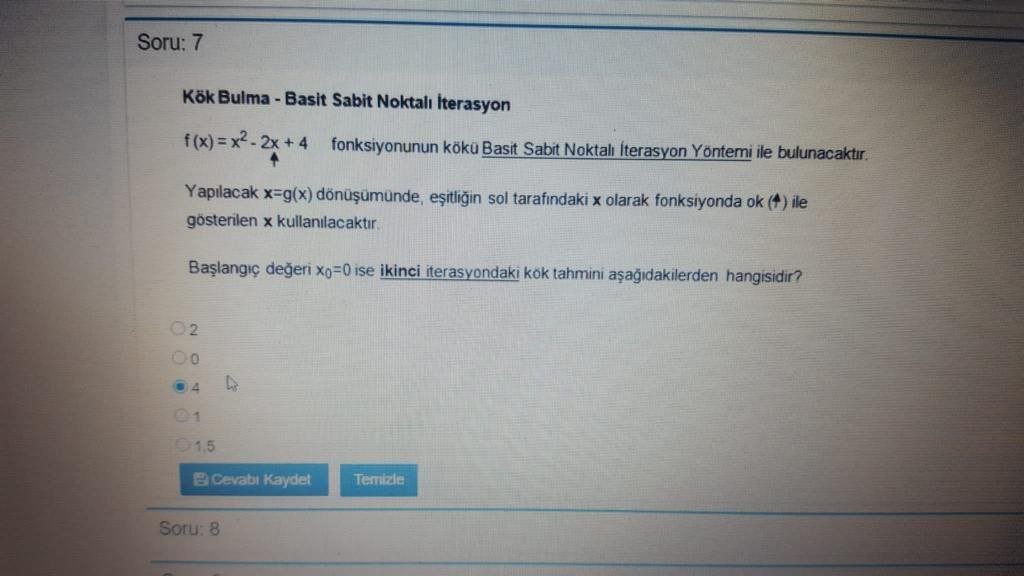 Soru: 7
Kök Bulma - Basit Sabit Noktalı İterasyon
f (x) = x² - 2x + 4 fonksiyonunun kökü Basit Sabit Noktalı İterasyon Yöntemi ile bulunacaktır.
Yapılacak x=g(x) dönüşümünde, eşitliğin sol tarafındaki x olarak fonksiyonda ok (↑) ile
gösterilen x kullanılacaktır.
Başlangıç değeri x₀=0 ise ikinci iterasyondaki kök tahmini aşağıdakilerden hangisidir?
2
0
4
1
1,5
Cevabı Kaydet Temizle
Soru: 8